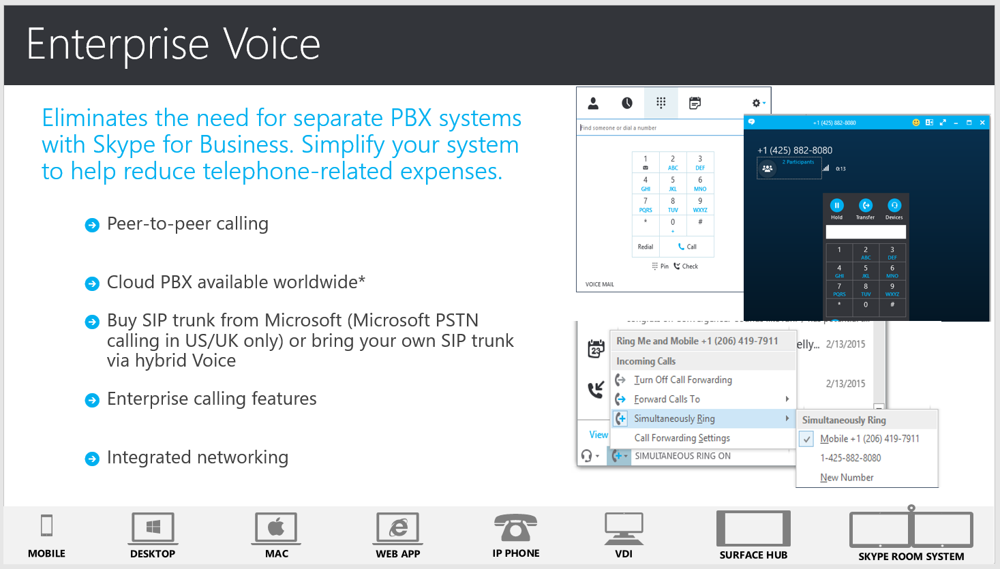 Enterprise Voice
Eliminates the need for separate PBX systems
with Skype for Business. Simplify your system
to help reduce telephone-related expenses.
Peer-to-peer calling
Cloud PBX available worldwide*
Buy SIP trunk from Microsoft (Microsoft PSTN
calling in US/UK only) or bring your own SIP trunk
via hybrid Voice
Enterprise calling features
Integrated networking
Find someone or dial a number
1 2 3
ABC DEF
4 5 6
GHI JKL MNO
7 8 9
PQRS TUV WXYZ
* 0 #
+
Redial Call
Pin Check
VOICE MAIL
+1 (425) 882-8080
+1 (425) 882-8080
2 Participants
0:13
Hold Transfer Devices
1 2 3
ABC DEF
4 5 6
GHI JKL MNO
7 8 9
PQRS TUV WXYZ
* 0 #
Ring Me and Mobile +1 (206) 419-7911
elly... 2/13/2015
23
Incoming Calls
Turn Off Call Forwarding
2/13/2015
Forward Calls To
Simultaneously Ring
Call Forwarding Settings
View
SIMULTANEOUS RING ON
Simultaneously Ring
Mobile +1 (206) 419-7911
1-425-882-8080
New Number
MOBILE DESKTOP MAC WEB APP IP PHONE VDI SURFACE HUB SKYPE ROOM SYSTEM